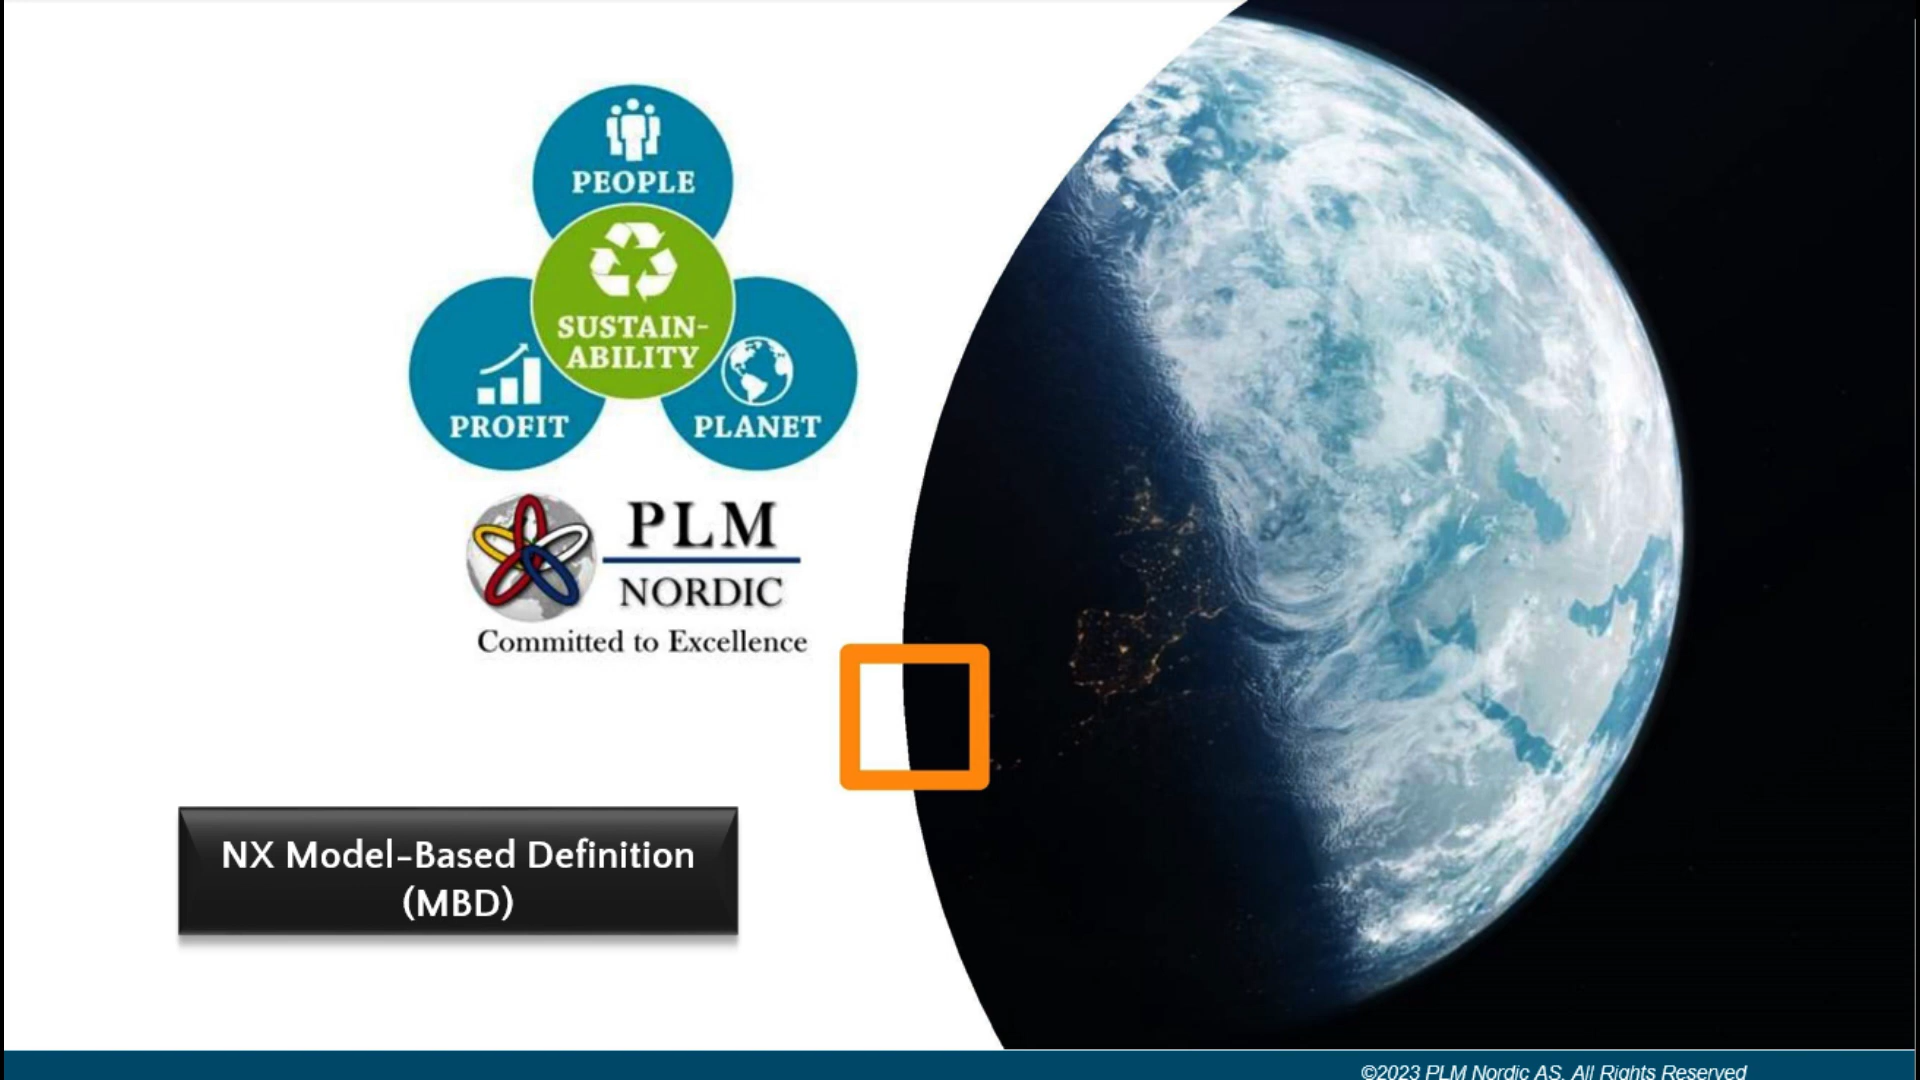 PEOPLE
SUSTAIN-
ABILITY
PROFIT
PLANET
PLM
NORDIC
Committed to Excellence
NX Model-Based Definition
(MBD)
©2023 PLM Nordic AS. All Rights Reserved